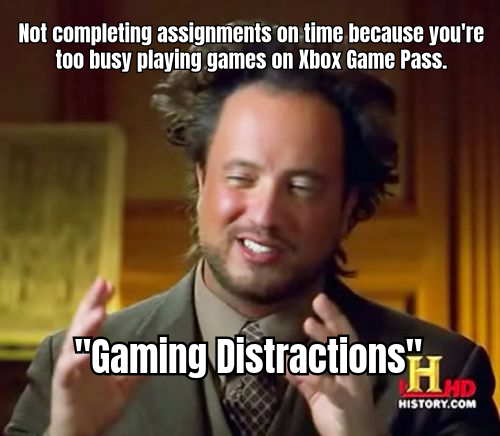 Not completing assignments on time because you're
too busy playing games on Xbox Game Pass.
"Gaming Distractions"
H HD
HISTORY.COM